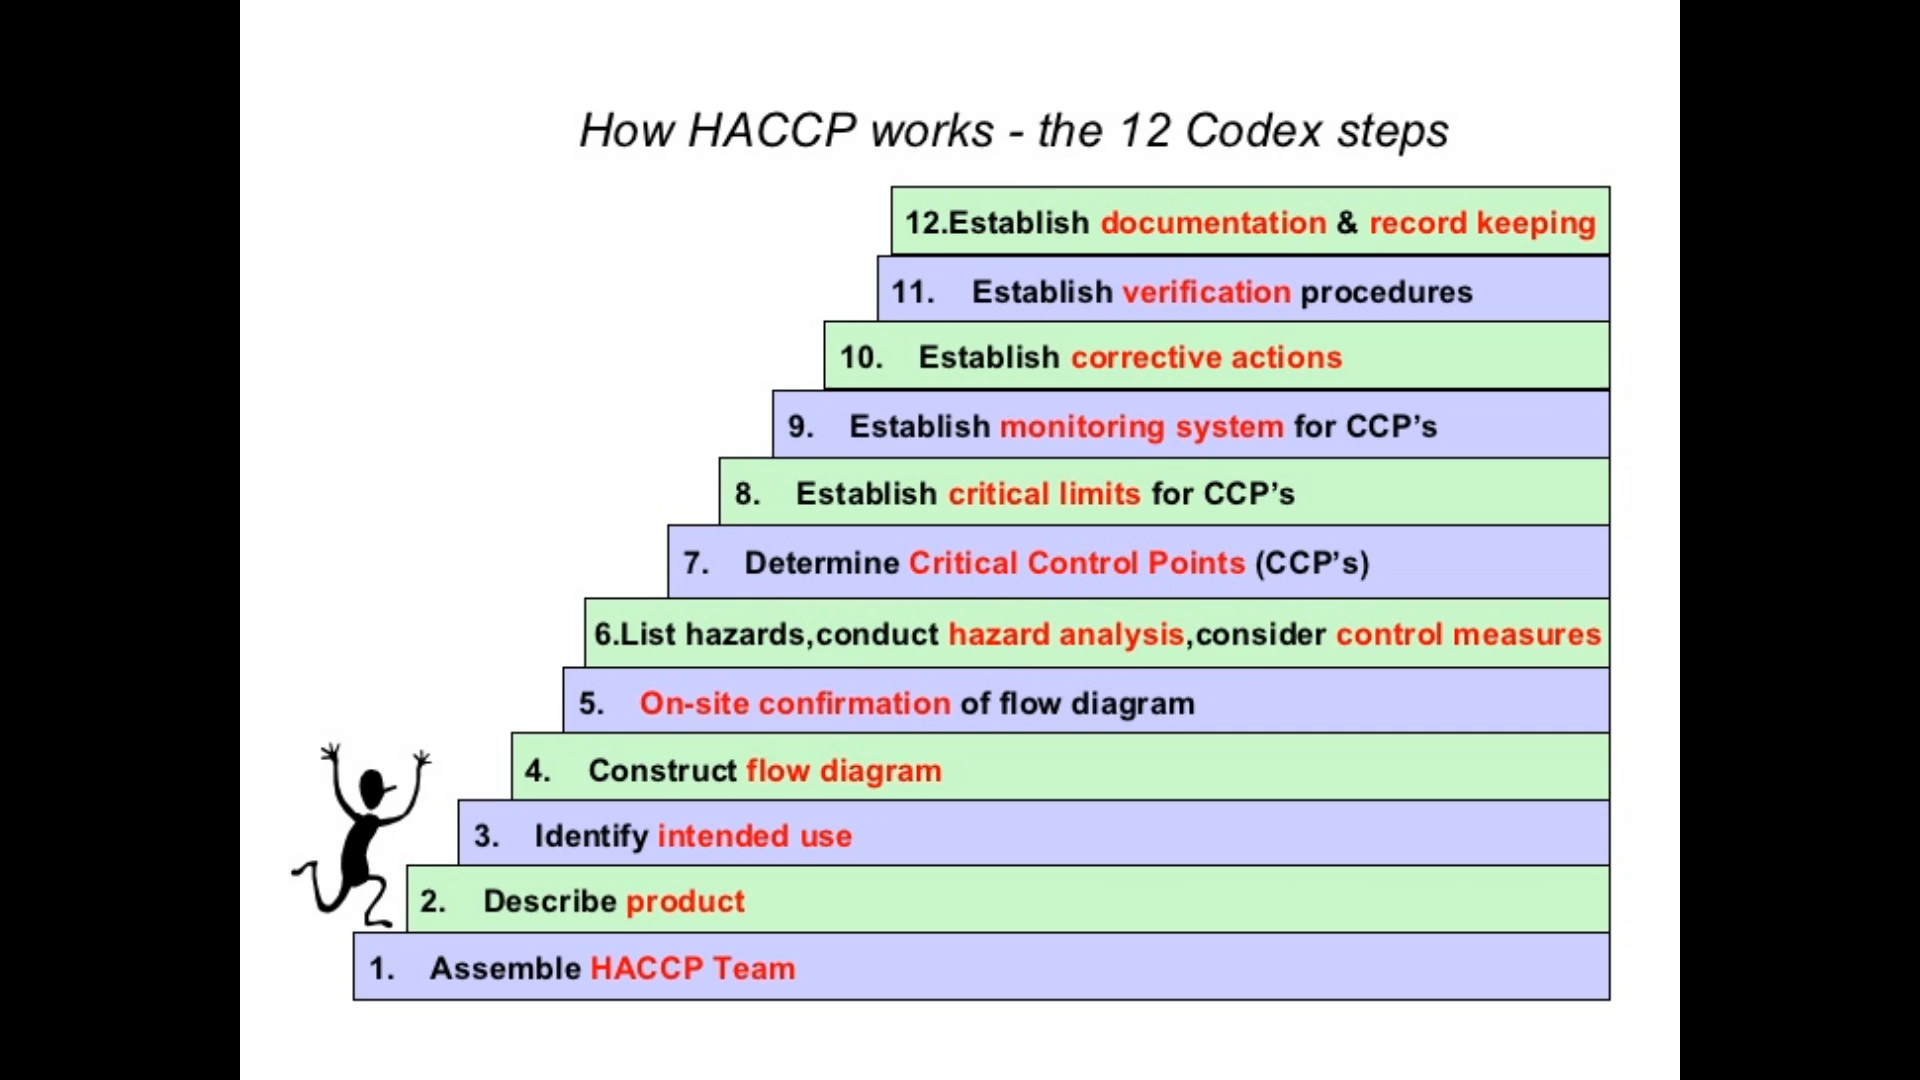 How HACCP works - the 12 Codex steps
12.Establish documentation & record keeping
11. Establish verification procedures
10. Establish corrective actions
9. Establish monitoring system for CCP’s
8. Establish critical limits for CCP’s
7. Determine Critical Control Points (CCP’s)
6.List hazards,conduct hazard analysis,consider control measures
5. On-site confirmation of flow diagram
4. Construct flow diagram
3. Identify intended use
2. Describe product
1. Assemble HACCP Team